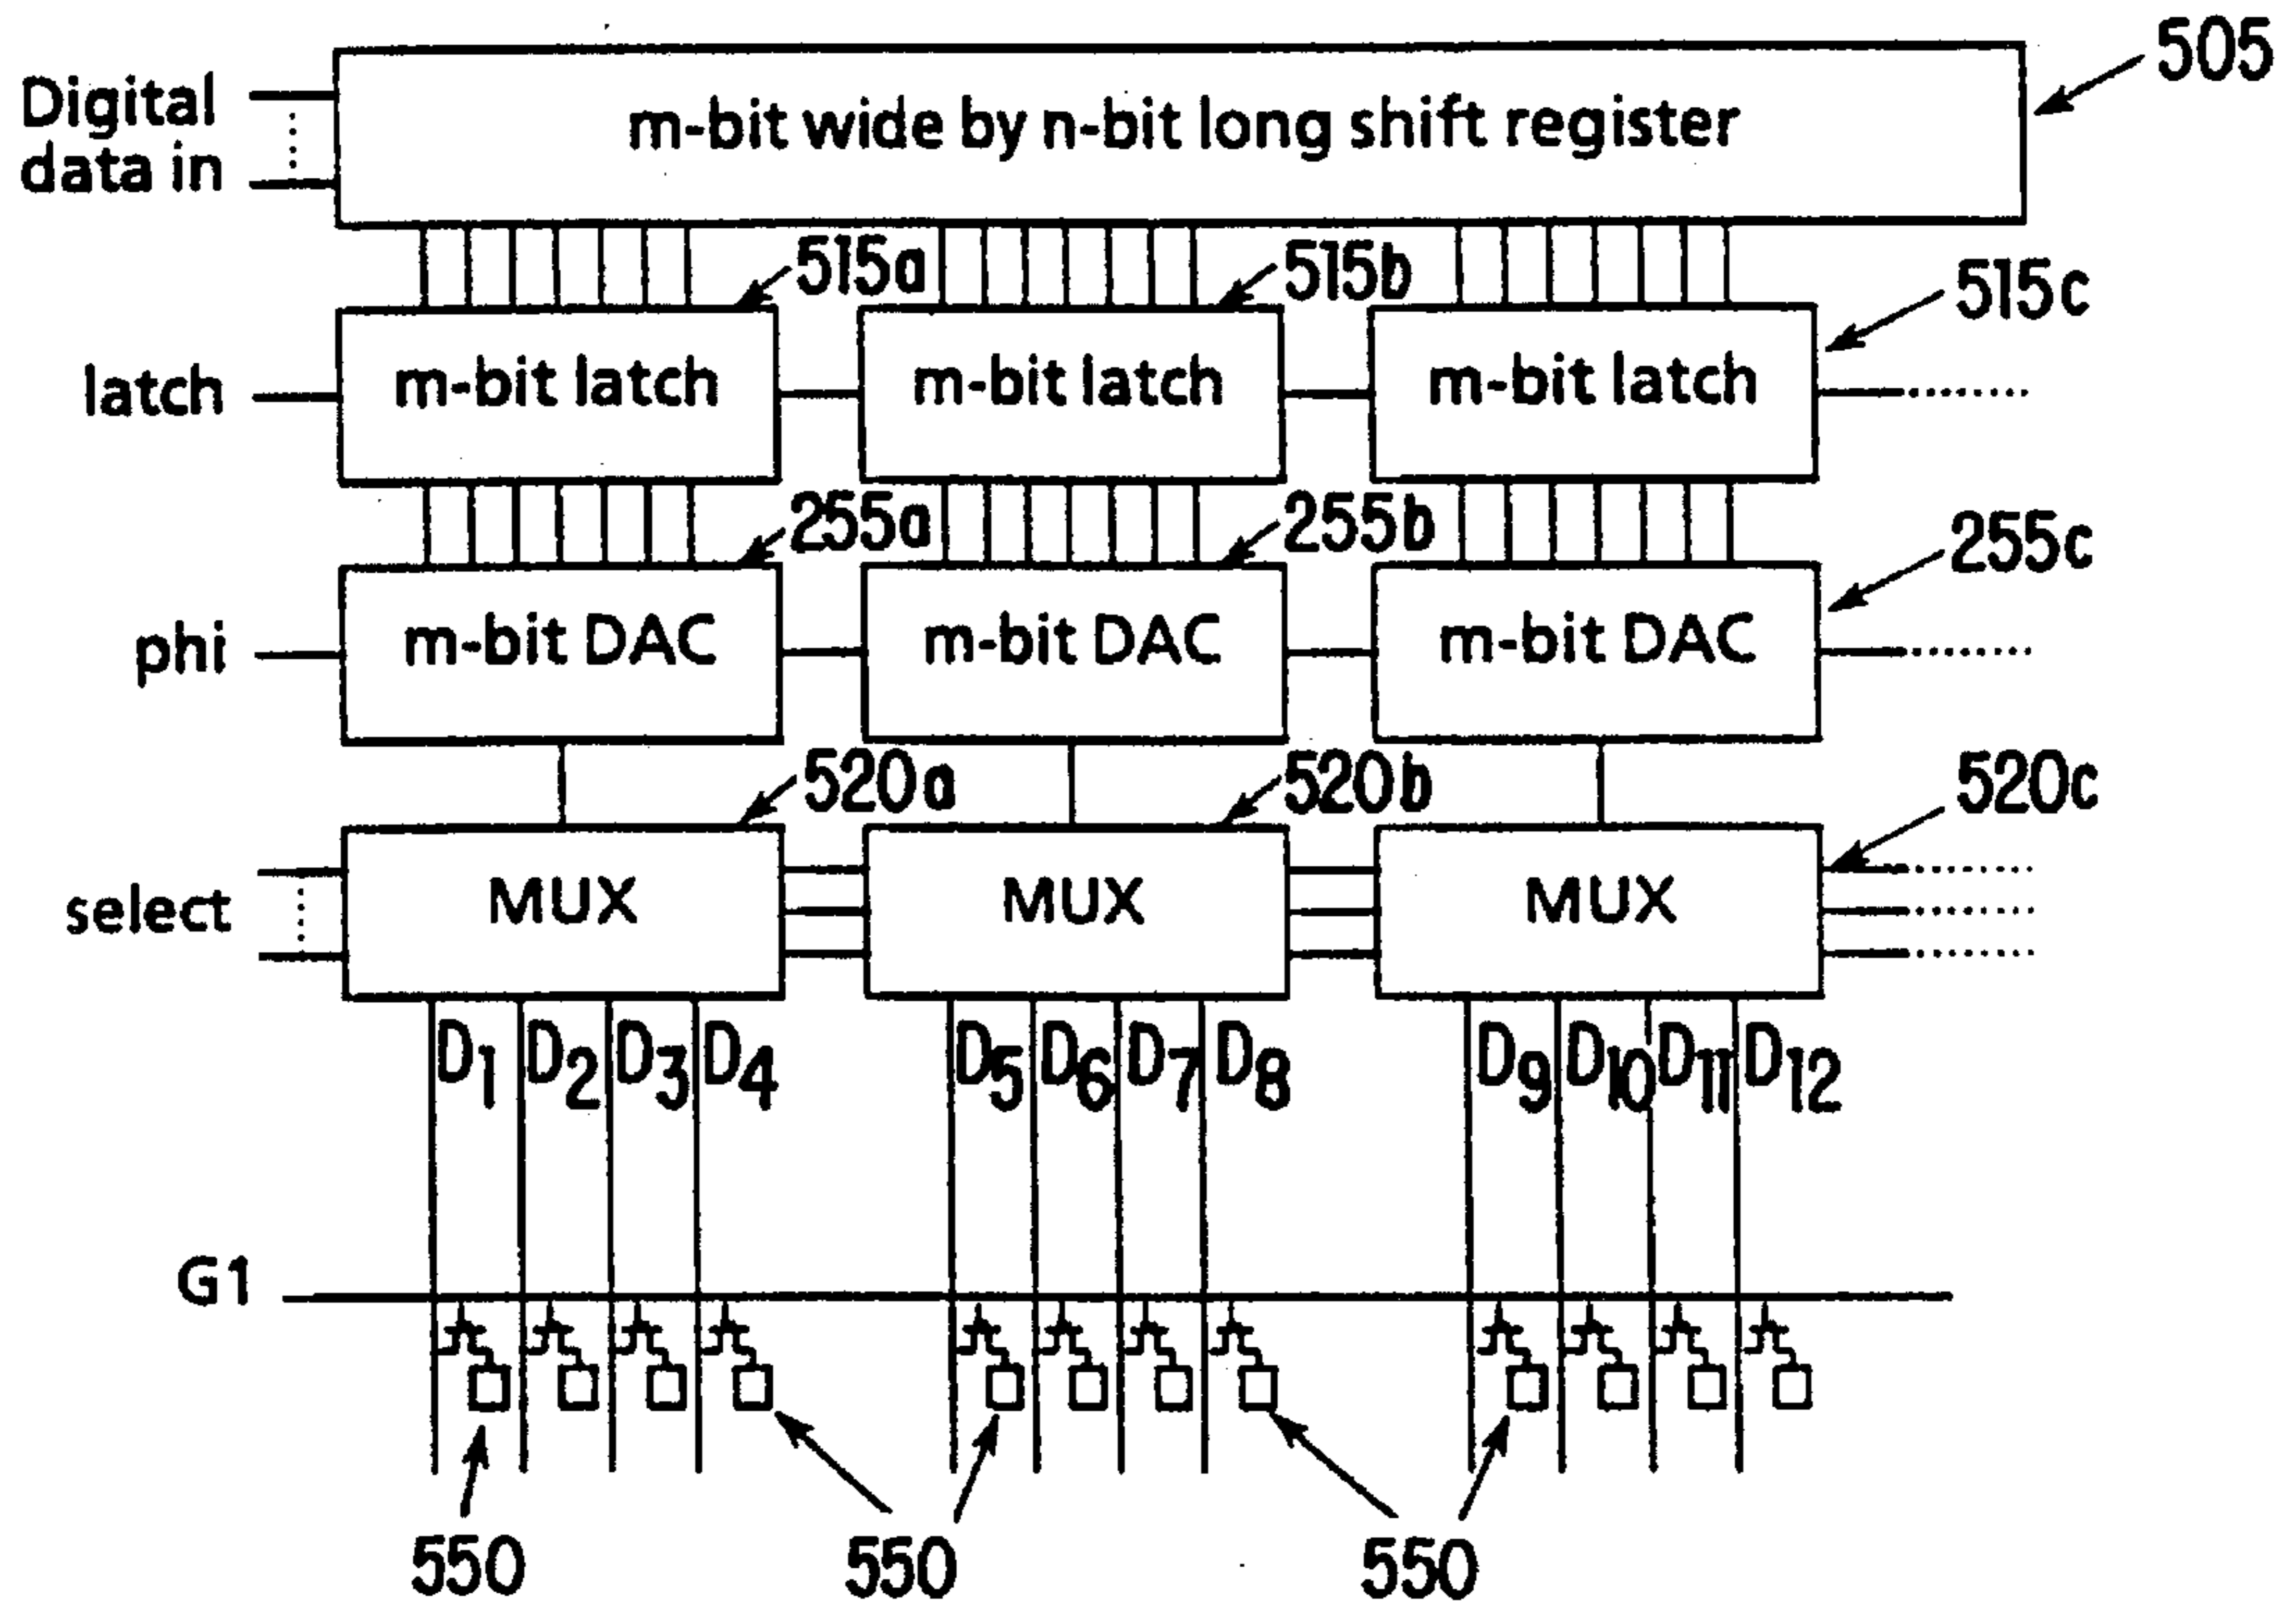 505
Digital
data in
m-bit wide by n-bit long shift register
515a
515b
515c
latch
m-bit latch
m-bit latch
m-bit latch
255a
255b
255c
phi
m-bit DAC
m-bit DAC
m-bit DAC
520a
520b
520c
select
MUX
MUX
MUX
D1 D2 D3 D4 D5 D6 D7 D8 D9 D10 D11 D12
G1
550
550
550